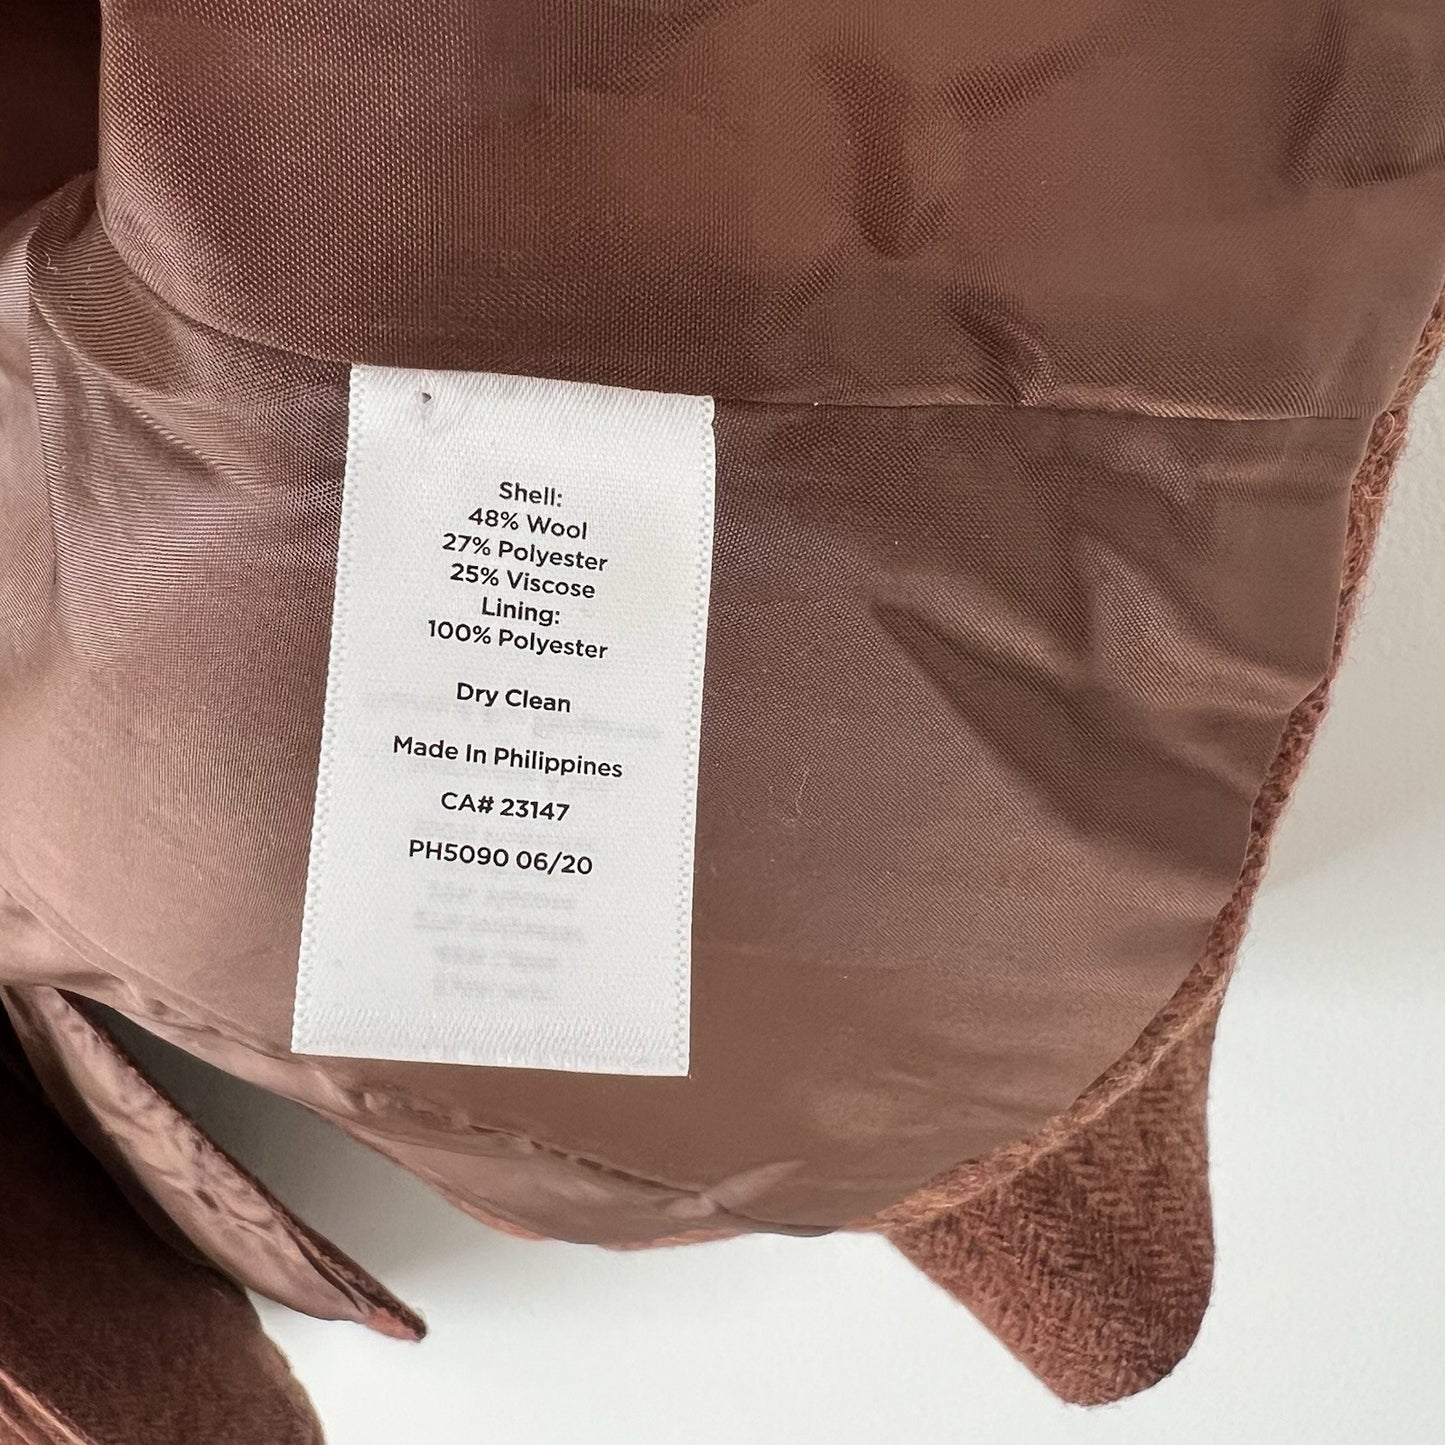 Shell:
48% Wool
27% Polyester
25% Viscose
Lining:
100% Polyester
Dry Clean
Made In Philippines
CA# 23147
PH5090 06/20